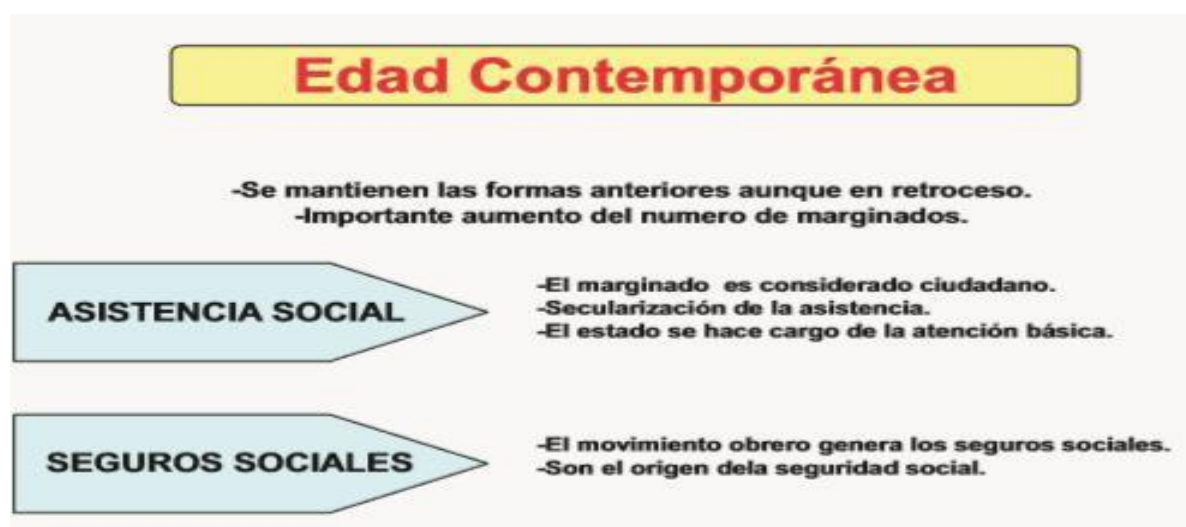 Edad Contemporánea
-Se mantienen las formas anteriores aunque en retroceso.
-Importante aumento del numero de marginados.
ASISTENCIA SOCIAL
-El marginado es considerado ciudadano.
-Secularización de la asistencia.
-El estado se hace cargo de la atención básica.
SEGUROS SOCIALES
-El movimiento obrero genera los seguros sociales.
-Son el origen dela seguridad social.